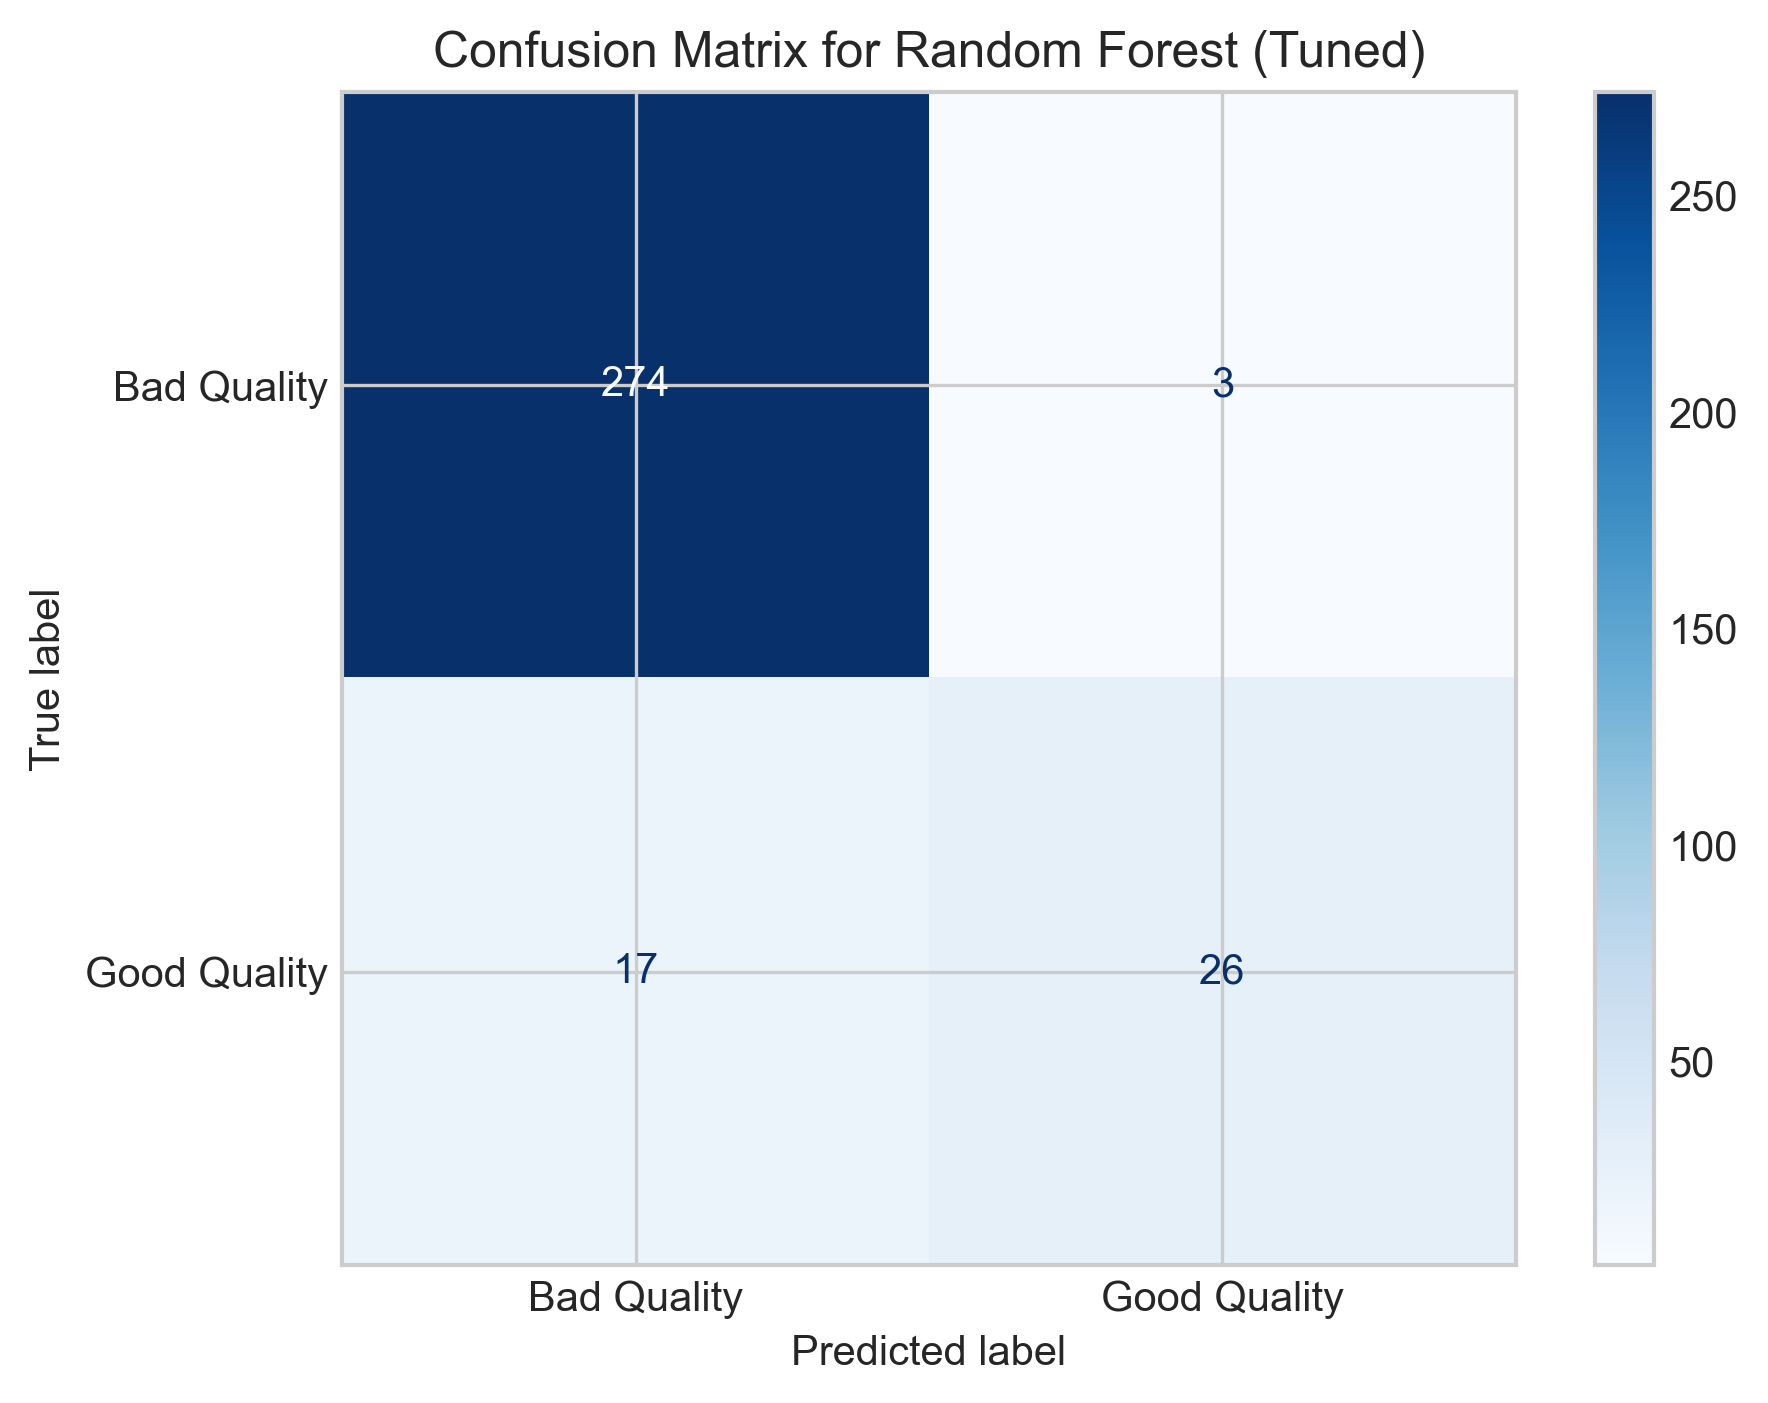 Confusion Matrix for Random Forest (Tuned)
250
200
150
100
50
True label
Bad Quality
274
3
Good Quality
17
26
Bad Quality
Good Quality
Predicted label